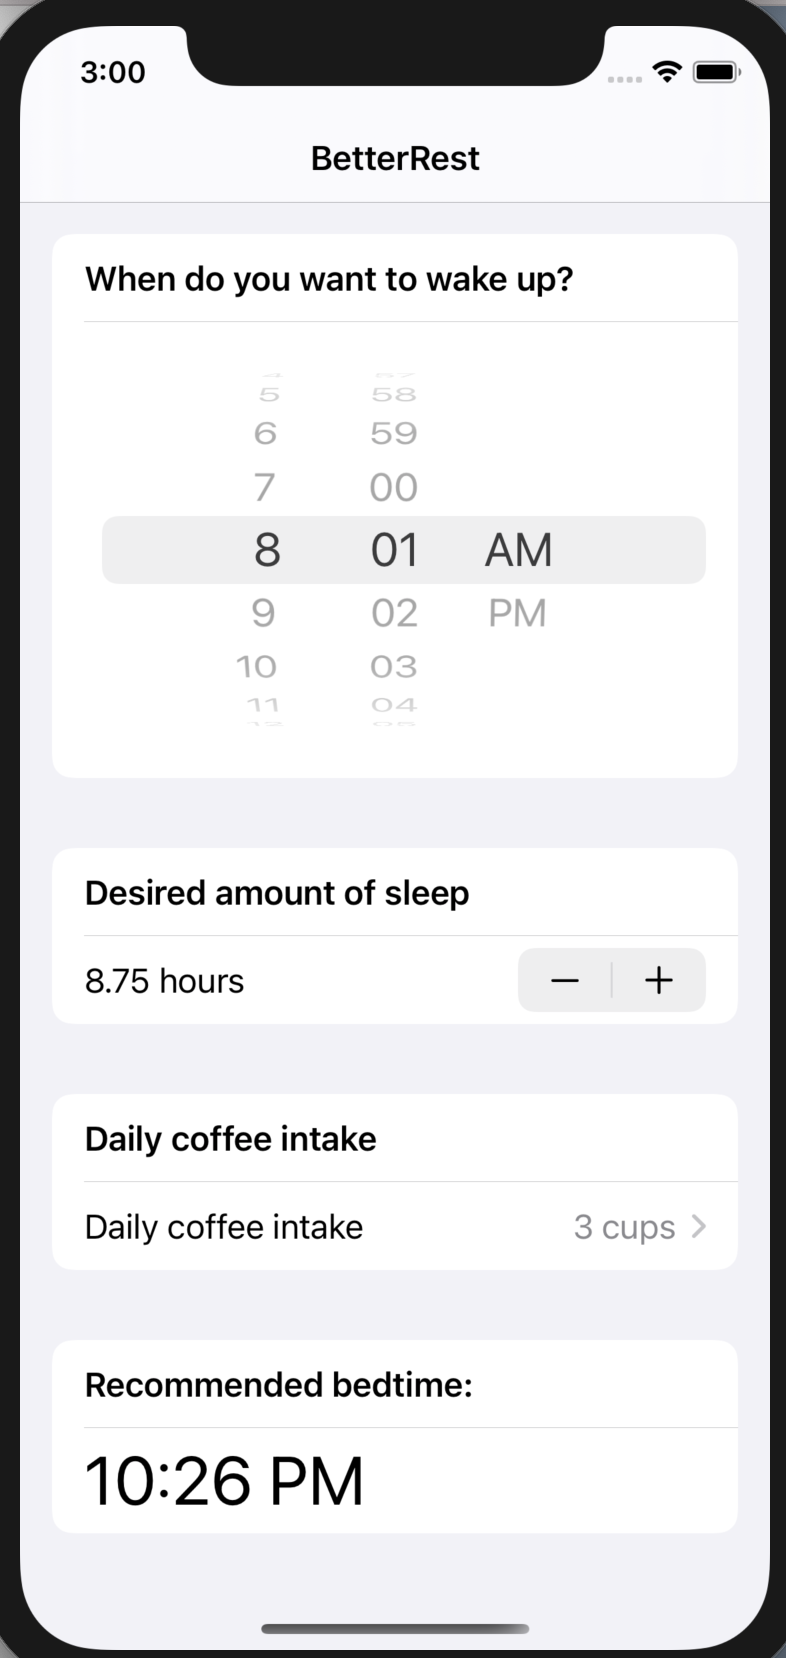 3:00
BetterRest
When do you want to wake up?
5 58
6 59
7 00
8 01 AM
9 02 PM
10 03
11 04
Desired amount of sleep
8.75 hours
Daily coffee intake
Daily coffee intake 3 cups
Recommended bedtime:
10:26 PM